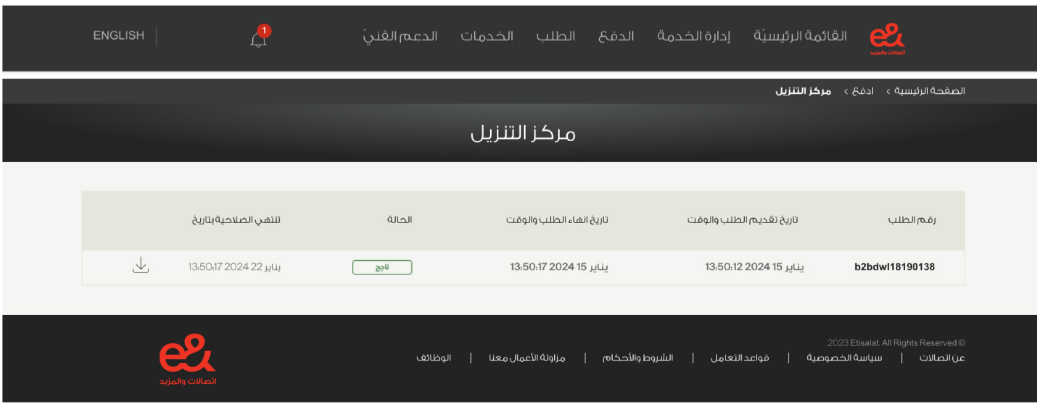 القائمة الرئيسيّة إدارة الخدمة الدفع الطلب الخدمات الدعم الفنيّ 1 ENGLISH
اتصالات والمزيد
الصفحة الرئيسية > ادفع > مركز التنزيل
مركز التنزيل
رقم الطلب تاريخ تقديم الطلب والوقت تاريخ انهاء الطلب والوقت الحالة تنتهي الصلاحية بتاريخ
b2bdwl18190138 يناير 15 2024 13:50:12 يناير 15 2024 13:50:17 ناجح يناير 22 2024 13:50:17
© 2023 Etisalat. All Rights Reserved
عن اتصالات | سياسة الخصوصية | قواعد التعامل | الشروط والأحكام | مزاولة الأعمال معنا | الوظائف
e&
اتصالات والمزيد